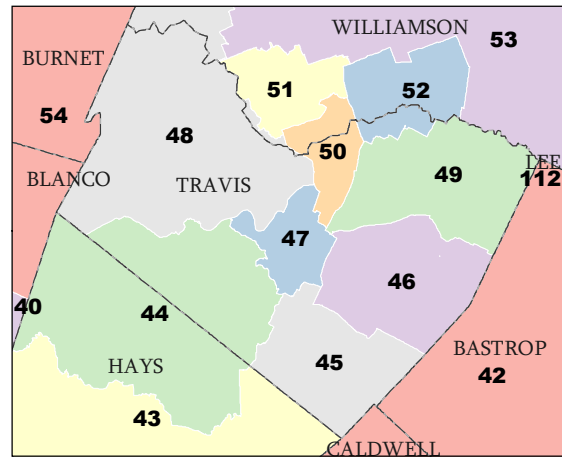 WILLIAMSON
53
BURNET
51
52
54
48
50
LEE
112
BLANCO
TRAVIS
49
47
46
40
44
45
BASTROP
HAYS
42
43
CALDWELL